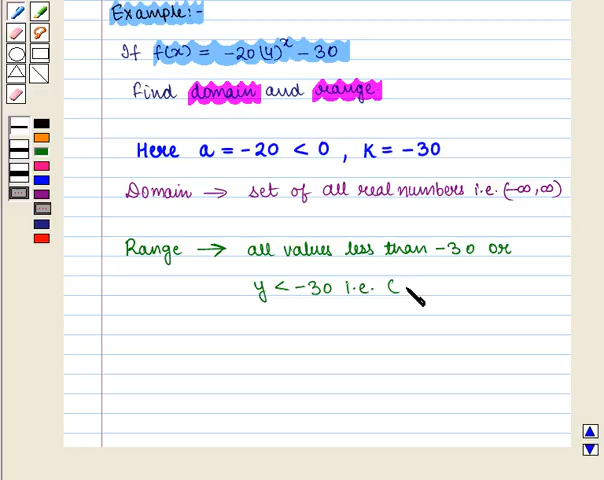 Example:-
If f(x) = -20(4)^x - 30
Find domain and range
Here a = -20 < 0, K = -30
Domain → set of all real numbers i.e. (-∞,∞)
Range → all values less than -30 or
y < -30 i.e. (